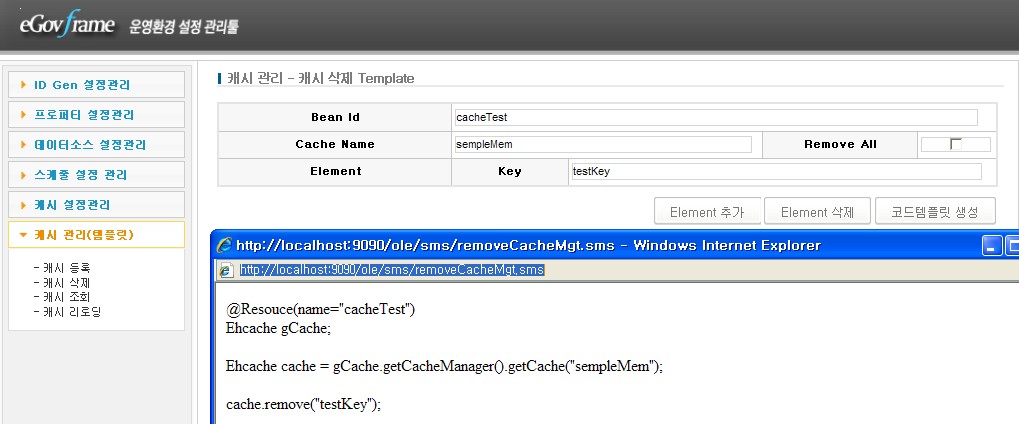 eGovframe 운영환경 설정 관리툴
ID Gen 설정관리
프로퍼티 설정관리
데이터소스 설정관리
스케줄 설정 관리
캐시 설정관리
캐시 관리(템플릿)
- 캐시 등록
- 캐시 삭제
- 캐시 조회
- 캐시 리로딩
캐시 관리 - 캐시 삭제 Template
Bean Id cacheTest
Cache Name sempleMem Remove All
Element Key testKey
Element 추가 Element 삭제 코드템플릿 생성
http://localhost:9090/ole/sms/removeCacheMgt.sms - Windows Internet Explorer
http://localhost:9090/ole/sms/removeCacheMgt.sms
@Resouce(name="cacheTest")
Ehcache gCache;
Ehcache cache = gCache.getCacheManager().getCache("sempleMem");
cache.remove("testKey");